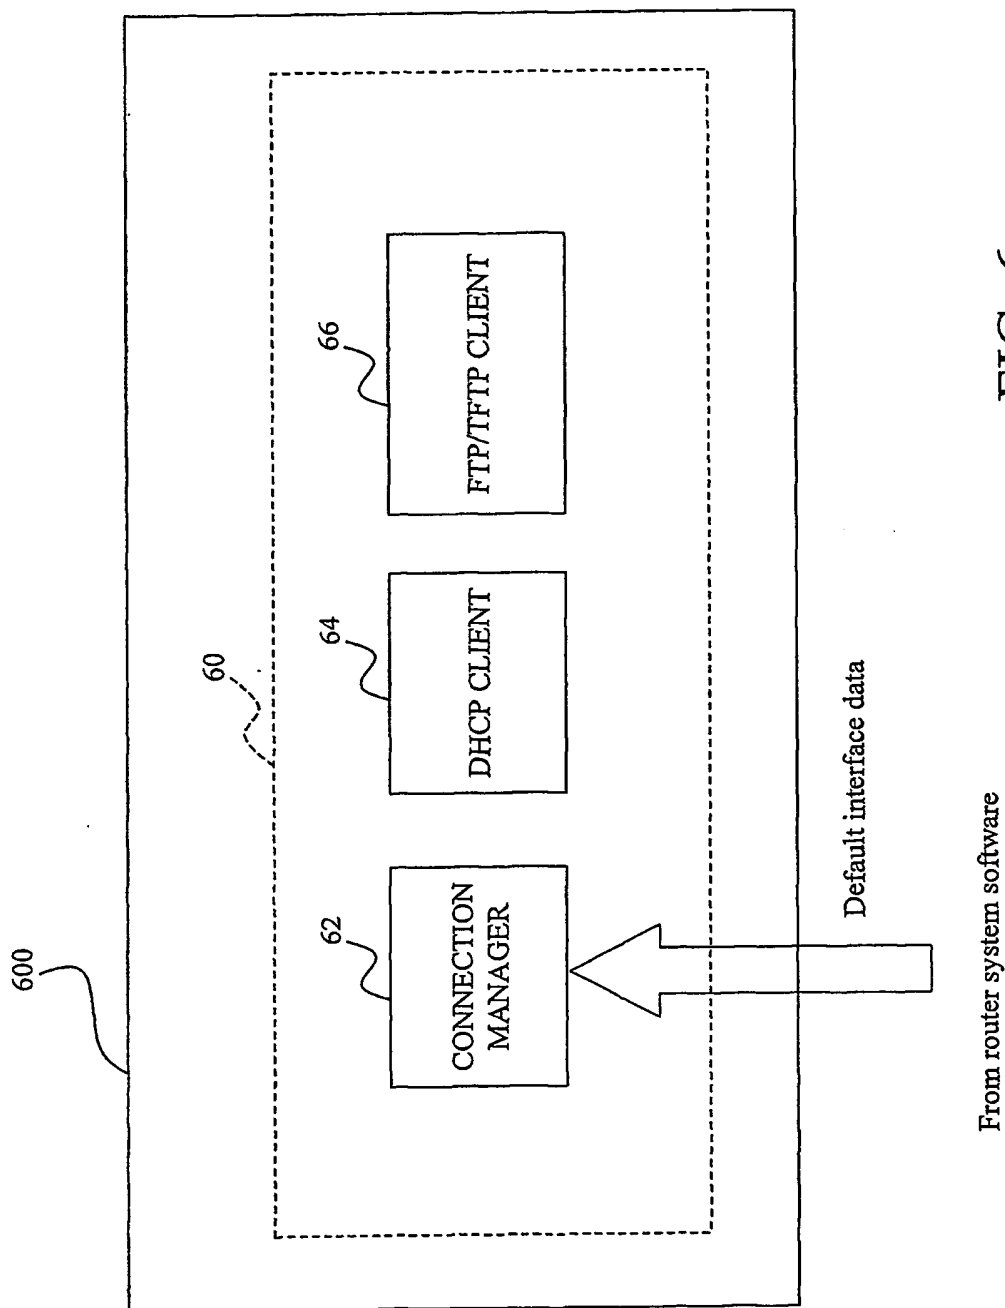 600
60
62
64
66
CONNECTION
MANAGER
DHCP CLIENT
FTP/TFTP CLIENT
Default interface data
From router system software